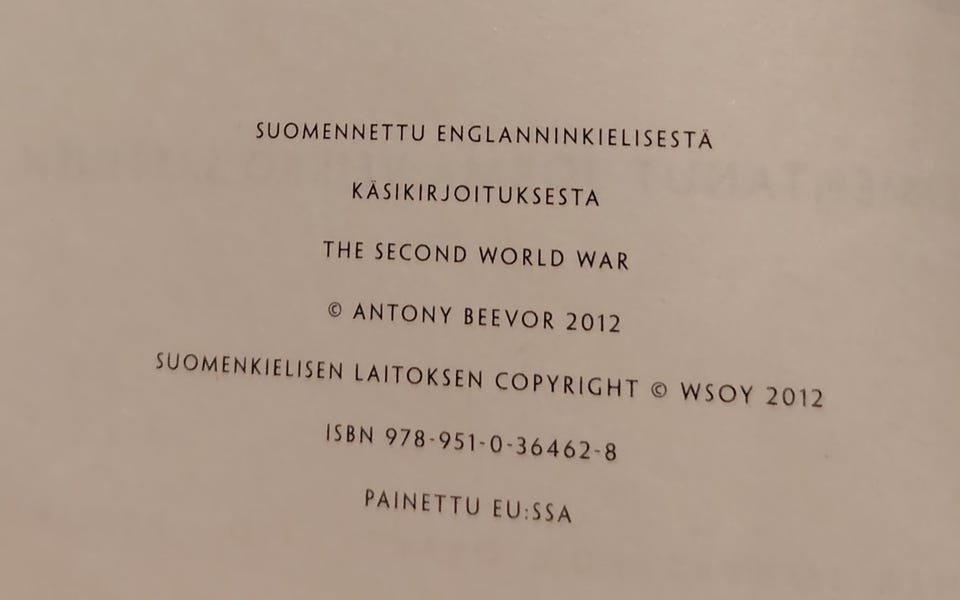 SUOMENNETTU ENGLANNINKIELISESTÄ
KÄSIKIRJOITUKSESTA
THE SECOND WORLD WAR
© ANTONY BEEVOR 2012
SUOMENKIELISEN LAITOKSEN COPYRIGHT © WSOY 2012
ISBN 978-951-0-36462-8
PAINETTU EU:SSA